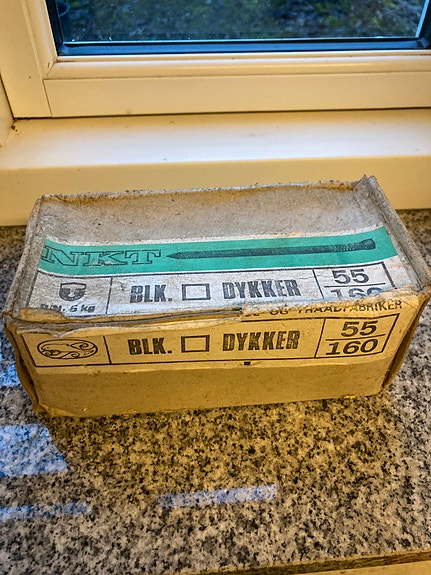 NKT
BLK. DYKKER 55
5 kg 160
OG TRAADFABRIKER
BLK. DYKKER 55
160